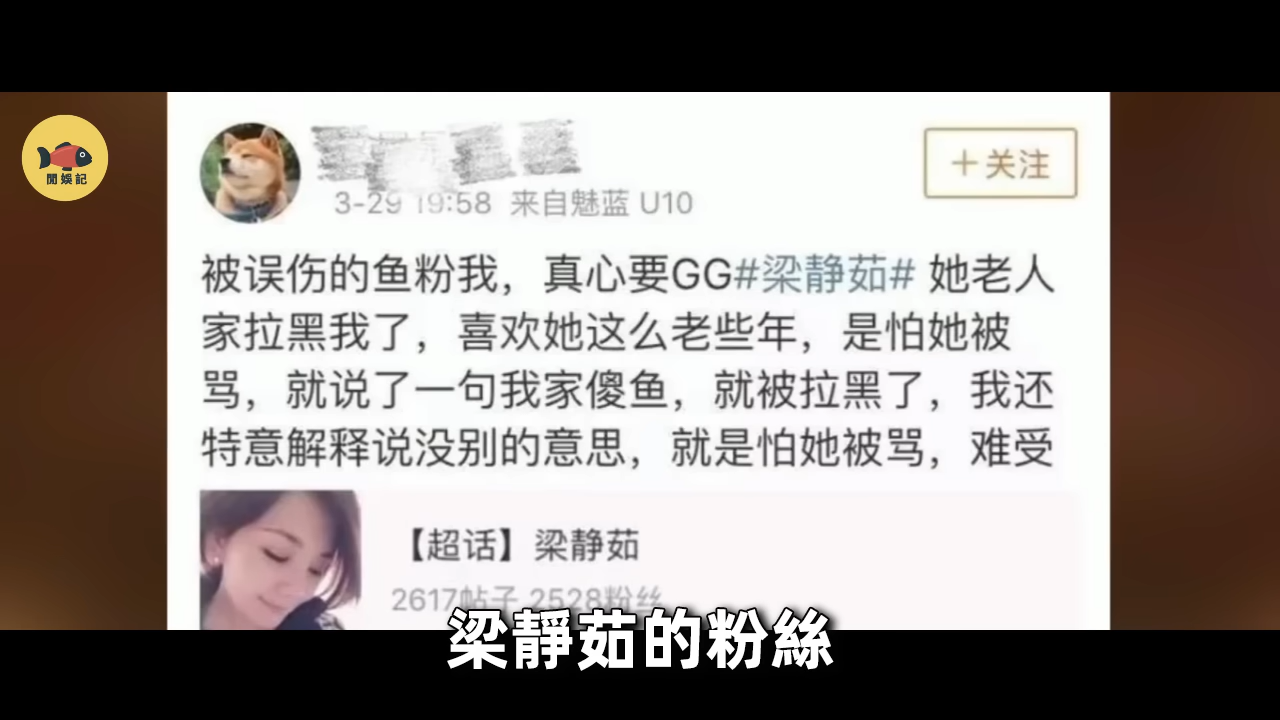 閒娛記
3-29 19:58 来自魅蓝 U10
+关注
被误伤的鱼粉我，真心要GG#梁静茹# 她老人
家拉黑我了，喜欢她这么老些年，是怕她被
骂，就说了一句我家傻鱼，就被拉黑了，我还
特意解释说没别的意思，就是怕她被骂，难受
【超话】梁静茹
2617帖子 2528粉丝
梁靜茹的粉絲